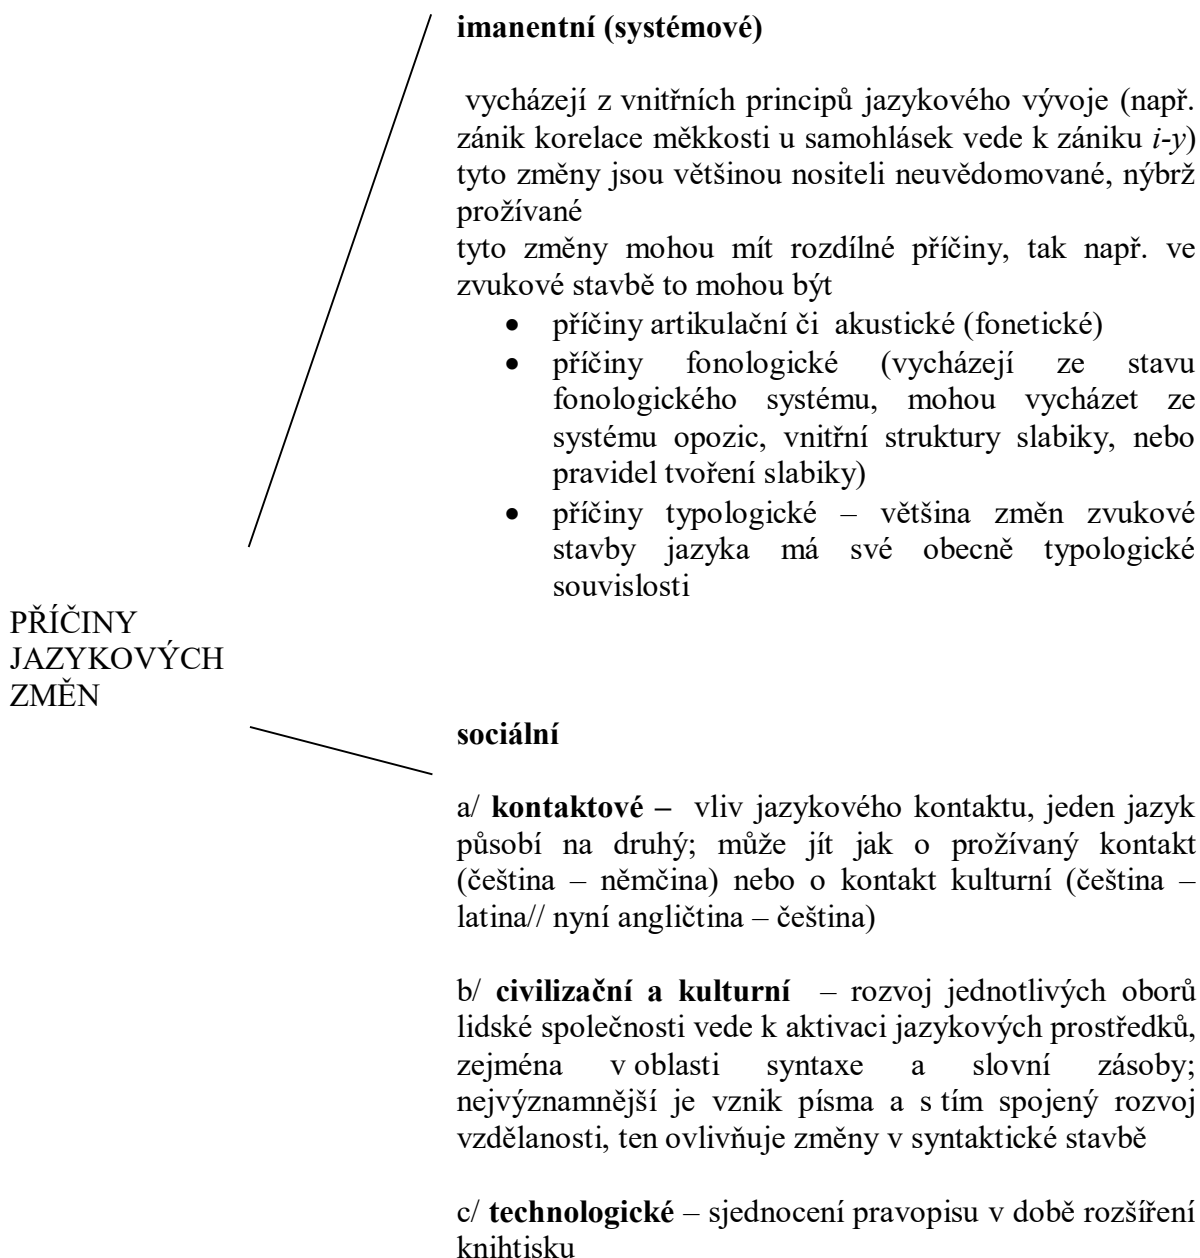 imanentní (systémové)
vycházejí z vnitřních principů jazykového vývoje (např.
zánik korelace měkkosti u samohlásek vede k zániku i-y)
tyto změny jsou většinou nositeli neuvědomované, nýbrž
prožívané
tyto změny mohou mít rozdílné příčiny, tak např. ve
zvukové stavbě to mohou být
• příčiny artikulační či akustické (fonetické)
• příčiny fonologické (vycházejí ze stavu
fonologického systému, mohou vycházet ze
systému opozic, vnitřní struktury slabiky, nebo
pravidel tvoření slabiky)
• příčiny typologické – většina změn zvukové
stavby jazyka má své obecně typologické
souvislosti
PŘÍČINY
JAZYKOVÝCH
ZMĚN
sociální
a/ kontaktové – vliv jazykového kontaktu, jeden jazyk
působí na druhý; může jít jak o prožívaný kontakt
(čeština – němčina) nebo o kontakt kulturní (čeština –
latina// nyní angličtina – čeština)
b/ civilizační a kulturní – rozvoj jednotlivých oborů
lidské společnosti vede k aktivaci jazykových prostředků,
zejména v oblasti syntaxe a slovní zásoby;
nejvýznamnější je vznik písma a s tím spojený rozvoj
vzdělanosti, ten ovlivňuje změny v syntaktické stavbě
c/ technologické – sjednocení pravopisu v době rozšíření
knihtisku